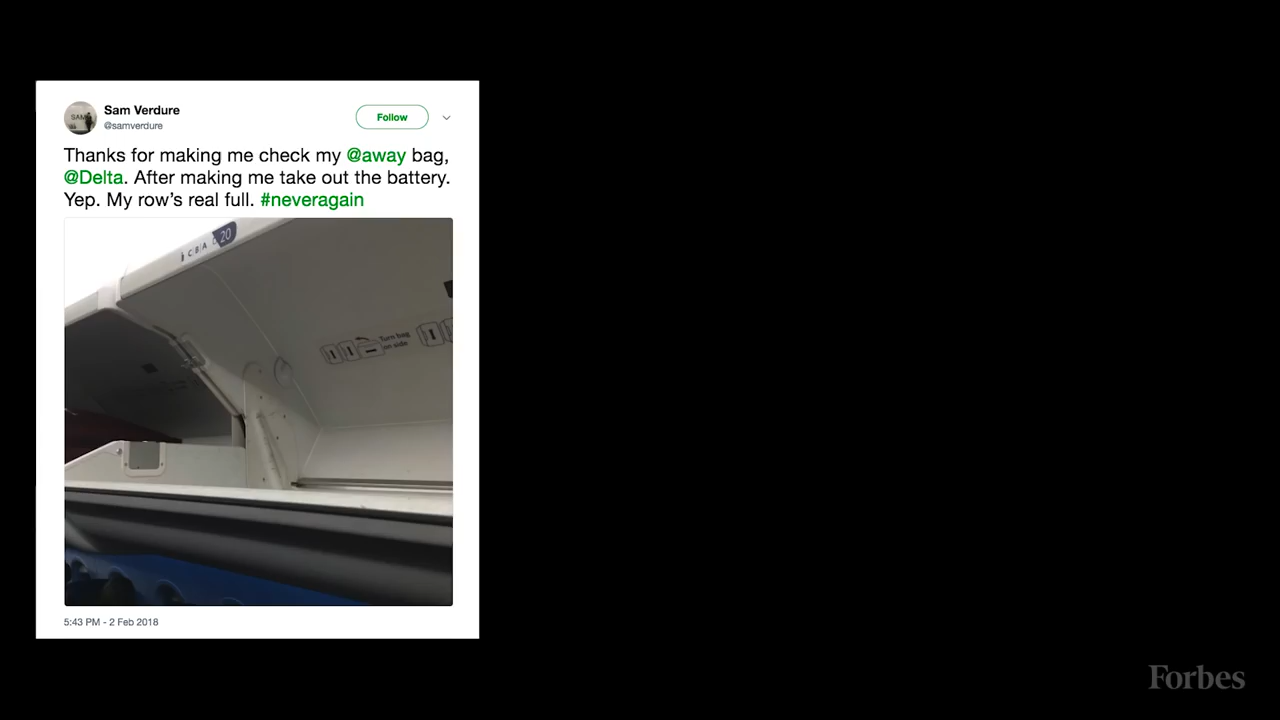 Sam Verdure
@samverdure
Follow
Thanks for making me check my @away bag,
@Delta. After making me take out the battery.
Yep. My row's real full. #neveragain
C B A
20
Turn bag
on side
5:43 PM - 2 Feb 2018
Forbes